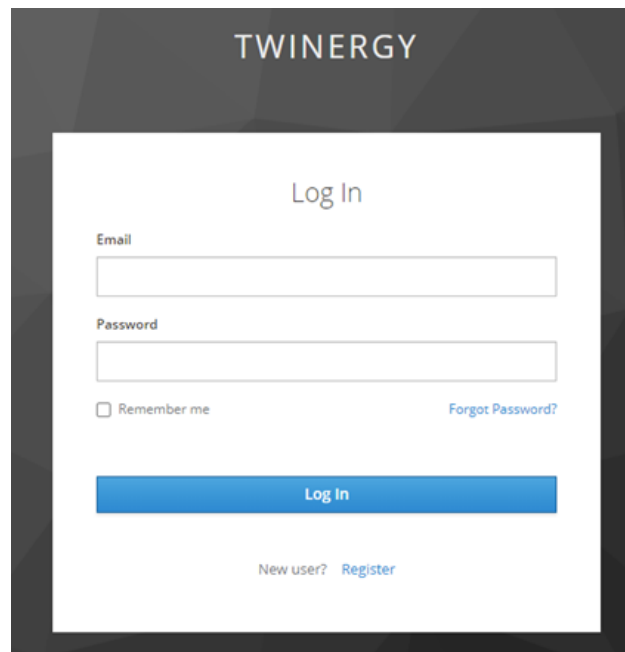 TWINERGY
Log In
Email
Password
Remember me Forgot Password?
Log In
New user? Register